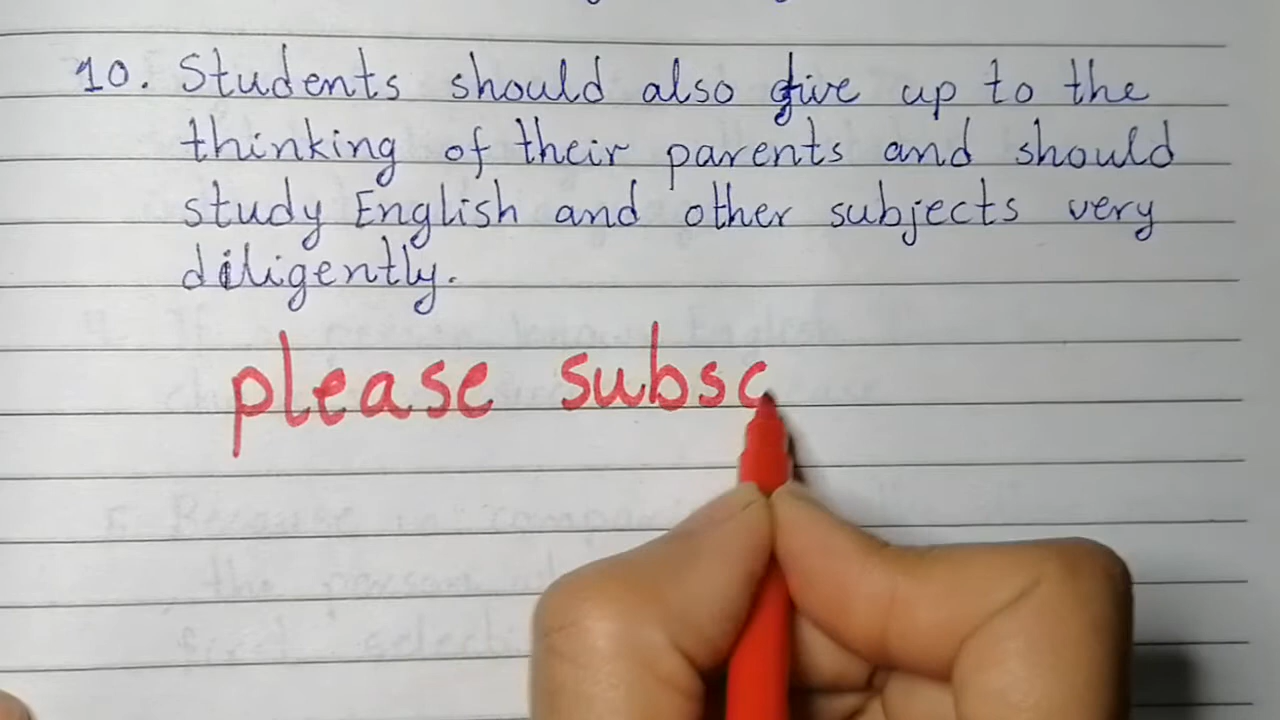 10. Students should also give up to the
thinking of their parents and should
study English and other subjects very
diligently.
please subsc